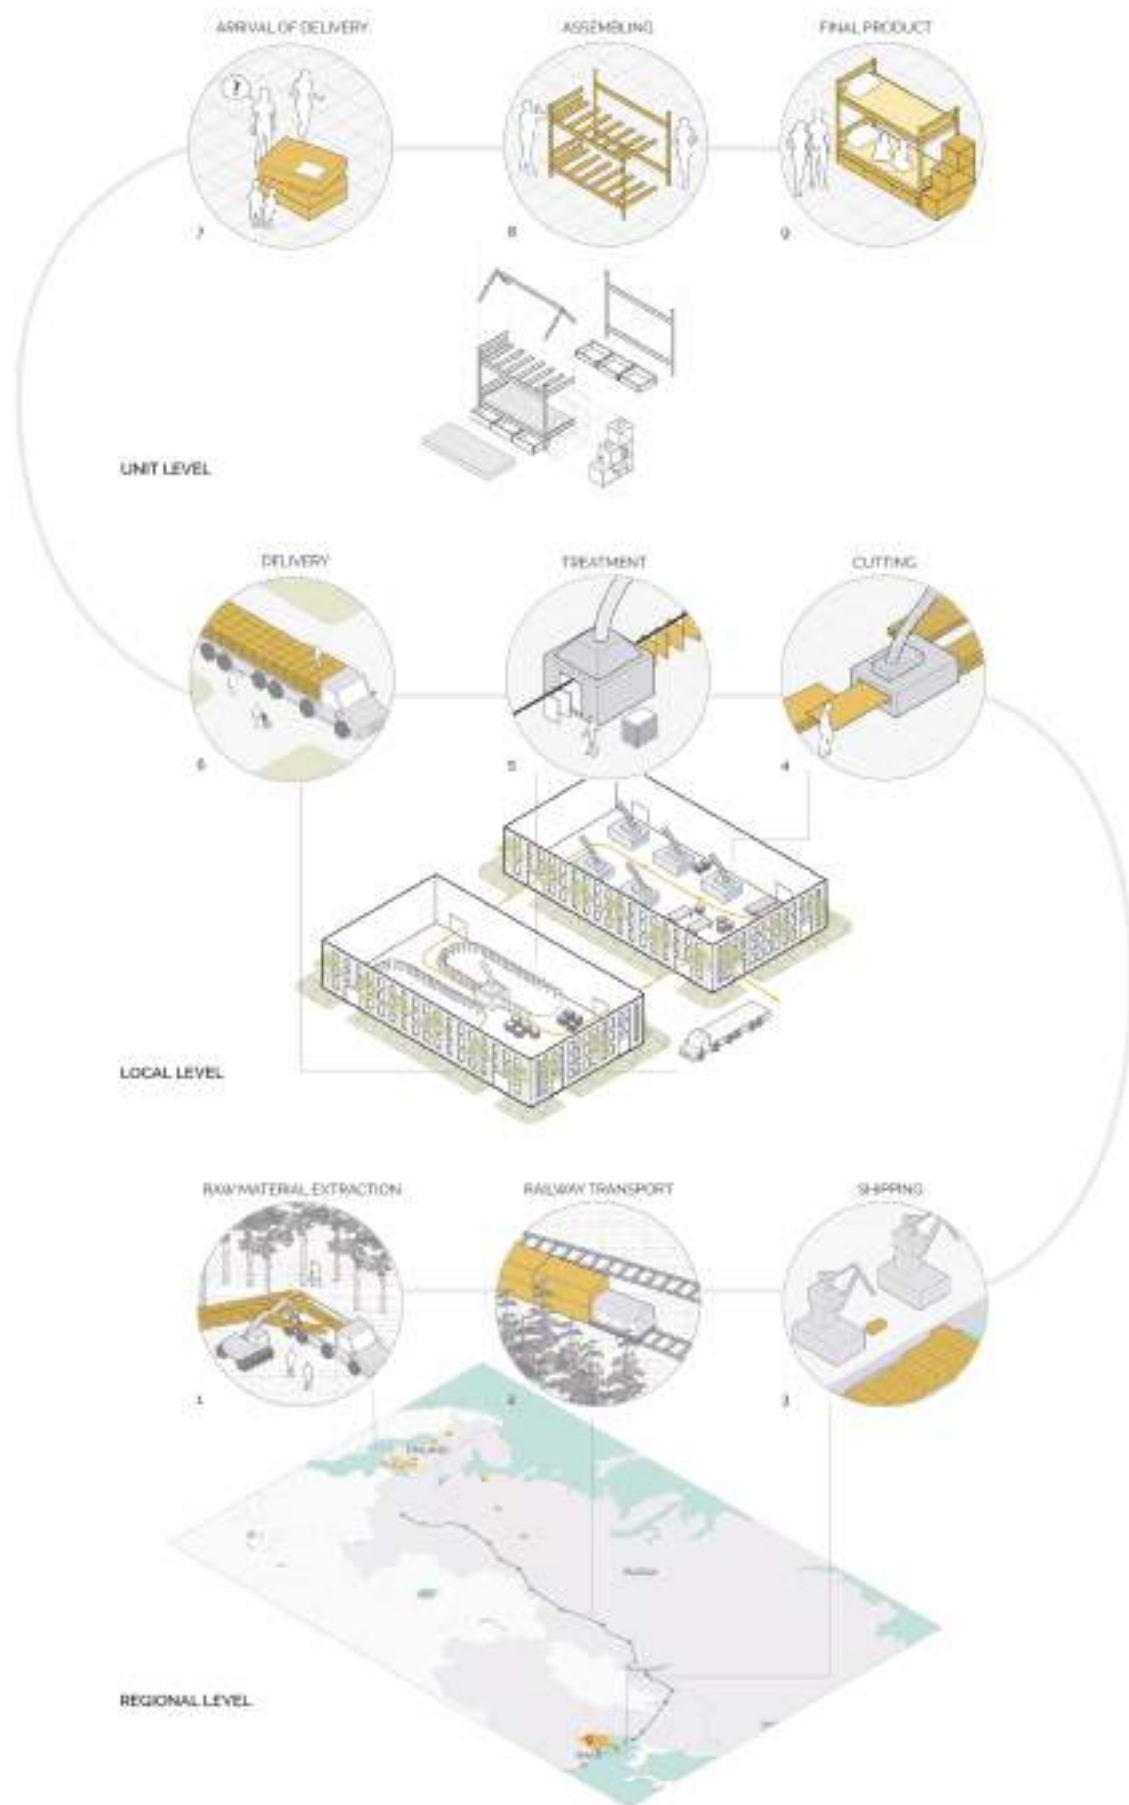 ARRIVAL OF DELIVERY
ASSEMBLING
FINAL PRODUCT
7
8
9
UNIT LEVEL
DELIVERY
TREATMENT
CUTTING
6
5
4
LOCAL LEVEL
RAW MATERIAL EXTRACTION
RAILWAY TRANSPORT
SHIPPING
1
2
3
FINLAND
RUSSIA
REGIONAL LEVEL